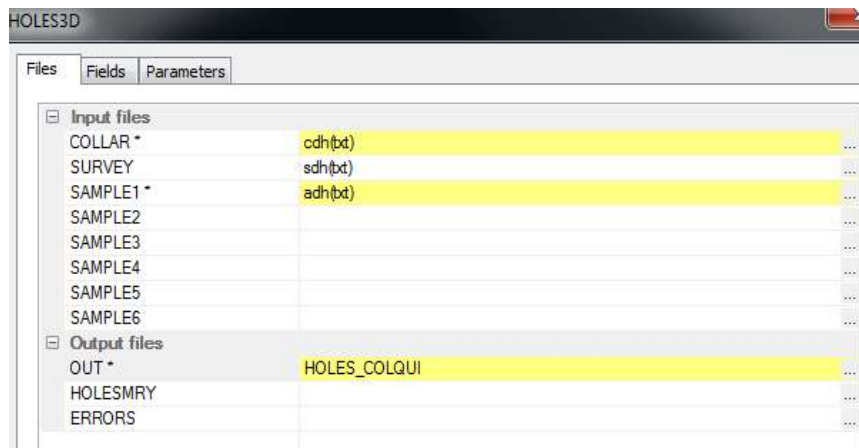 HOLES3D
Files Fields Parameters
Input files
COLLAR * cdh(txt) ...
SURVEY sdh(txt) ...
SAMPLE1 * adh(txt) ...
SAMPLE2 ...
SAMPLE3 ...
SAMPLE4 ...
SAMPLE5 ...
SAMPLE6 ...
Output files
OUT * HOLES_COLQUI ...
HOLESMRY ...
ERRORS ...